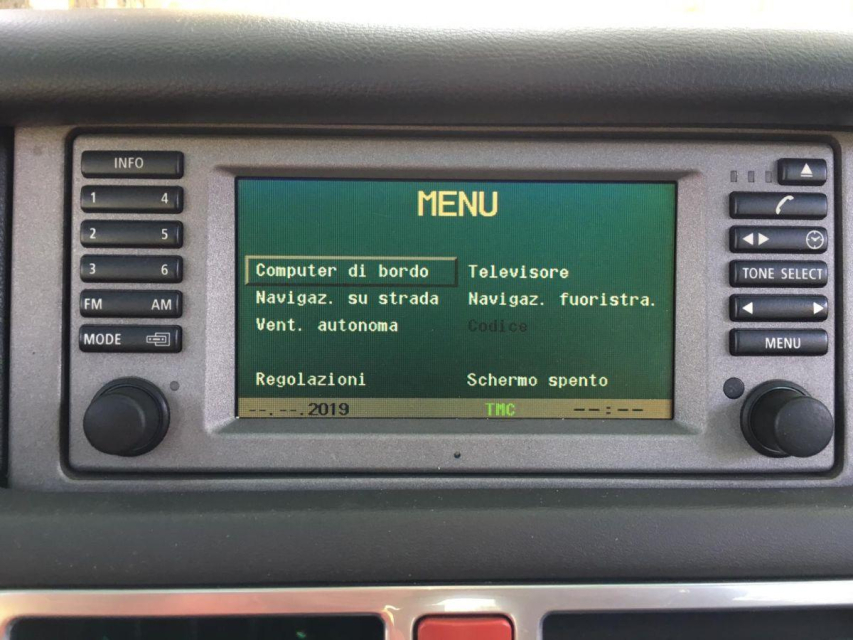 INFO
1 4
2 5
3 6
FM AM
MODE
MENU
Computer di bordo Televisore
Navigaz. su strada Navigaz. fuoristra.
Vent. autonoma Codice
Regolazioni Schermo spento
--.--.2019 TMC --:--
TONE SELECT
MENU